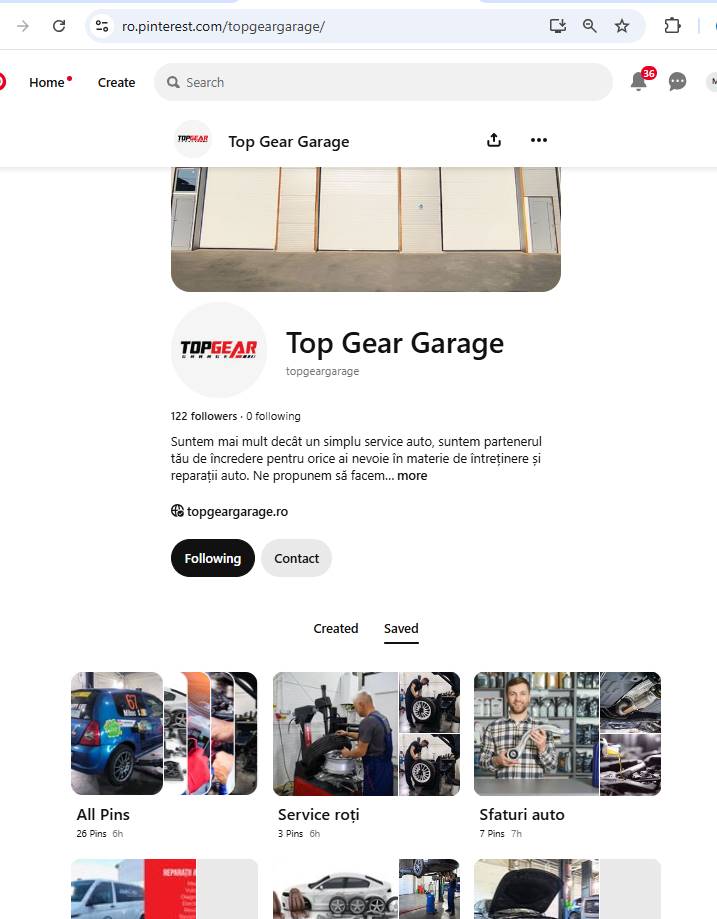 ro.pinterest.com/topgeargarage/
Home
Create
Search
36
TOPGEAR
Top Gear Garage
TOPGEAR
GARAGE
Top Gear Garage
topgeargarage
122 followers · 0 following
Suntem mai mult decât un simplu service auto, suntem partenerul
tău de încredere pentru orice ai nevoie în materie de întreținere și
reparații auto. Ne propunem să facem... more
topgeargarage.ro
Following
Contact
Created
Saved
67
All Pins
26 Pins 6h
Service roți
3 Pins 6h
Sfaturi auto
7 Pins 7h
REPARAȚII A